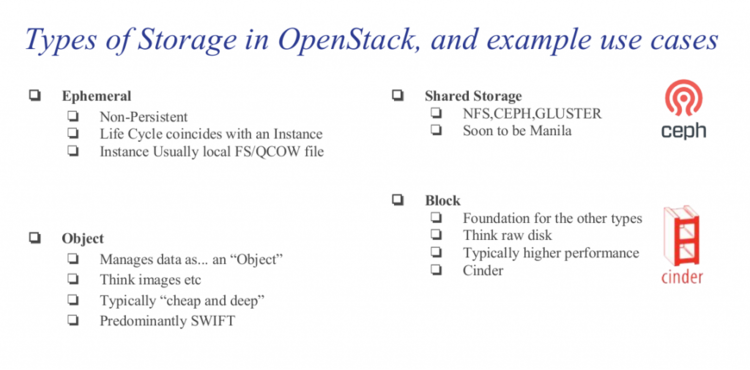 Types of Storage in OpenStack, and example use cases
❏ Ephemeral
❏ Non-Persistent
❏ Life Cycle coincides with an Instance
❏ Instance Usually local FS/QCOW file
❏ Object
❏ Manages data as... an “Object”
❏ Think images etc
❏ Typically “cheap and deep”
❏ Predominantly SWIFT
❏ Shared Storage
❏ NFS,CEPH,GLUSTER
❏ Soon to be Manila
ceph
❏ Block
❏ Foundation for the other types
❏ Think raw disk
❏ Typically higher performance
❏ Cinder
cinder